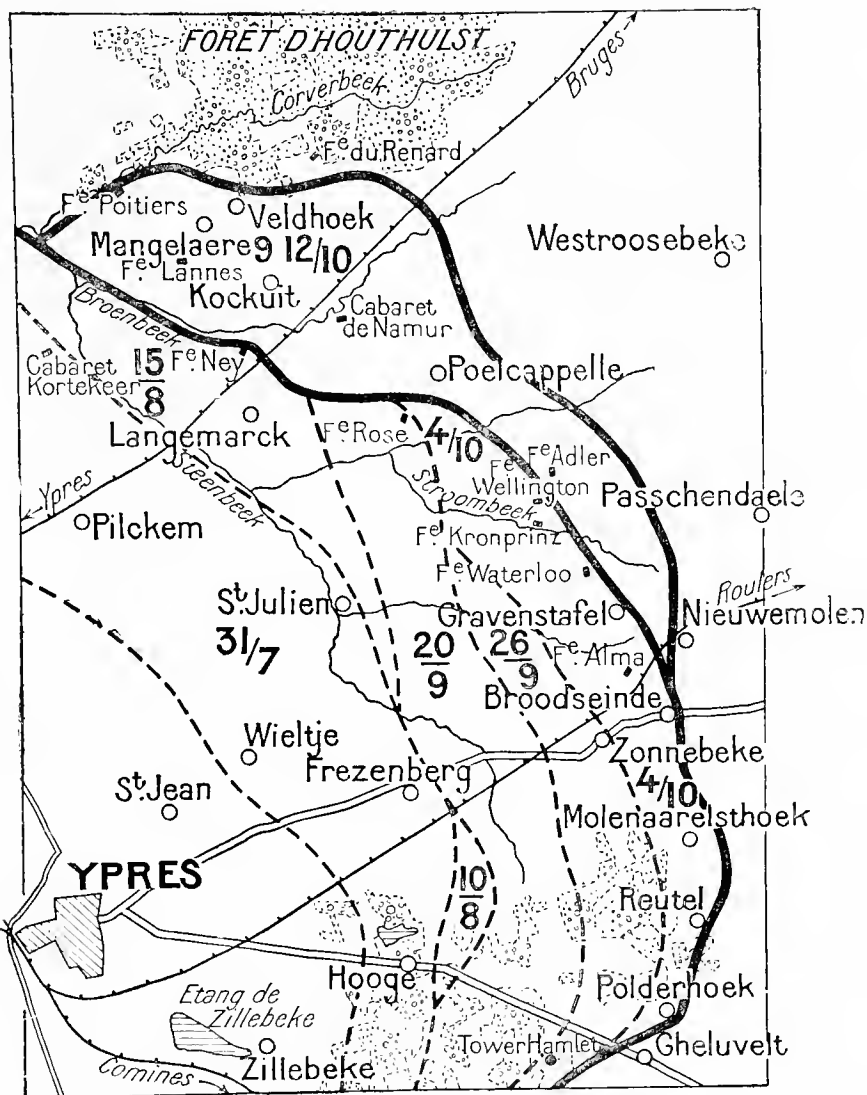 FORÊT D'HOUTHULST
Corverbeek
Bruges
Fe du Renard
Fe Poitiers
Veldhoek
Mangelaere 9 12/10
Westroosebeke
Fe Lannes
Kockuit
Broenbeek
Cabaret
de Namur
Cabaret
Kortekeer
15/8
Fe Ney
Poelcappelle
Langemarck
Fe Rose
4/10
Fe Adler
Fe
Wellington
Steenbeek
Stroombeek
Ypres
Pilckem
Passchendaele
Fe Kronprinz
Fe Waterloo
Roulers
St. Julien
Gravenstafel
Nieuwemolen
31/7
20/9
26/9
Fe Alma
Broodseinde
Wieltje
Zonnebeke
Frezenberg
4/10
St. Jean
Molenaarelsthoek
YPRES
10/8
Reutel
Hooge
Polderhoek
Etang de
Zillebeke
Tower Hamlet
Gheluvelt
Zillebeke
Comines